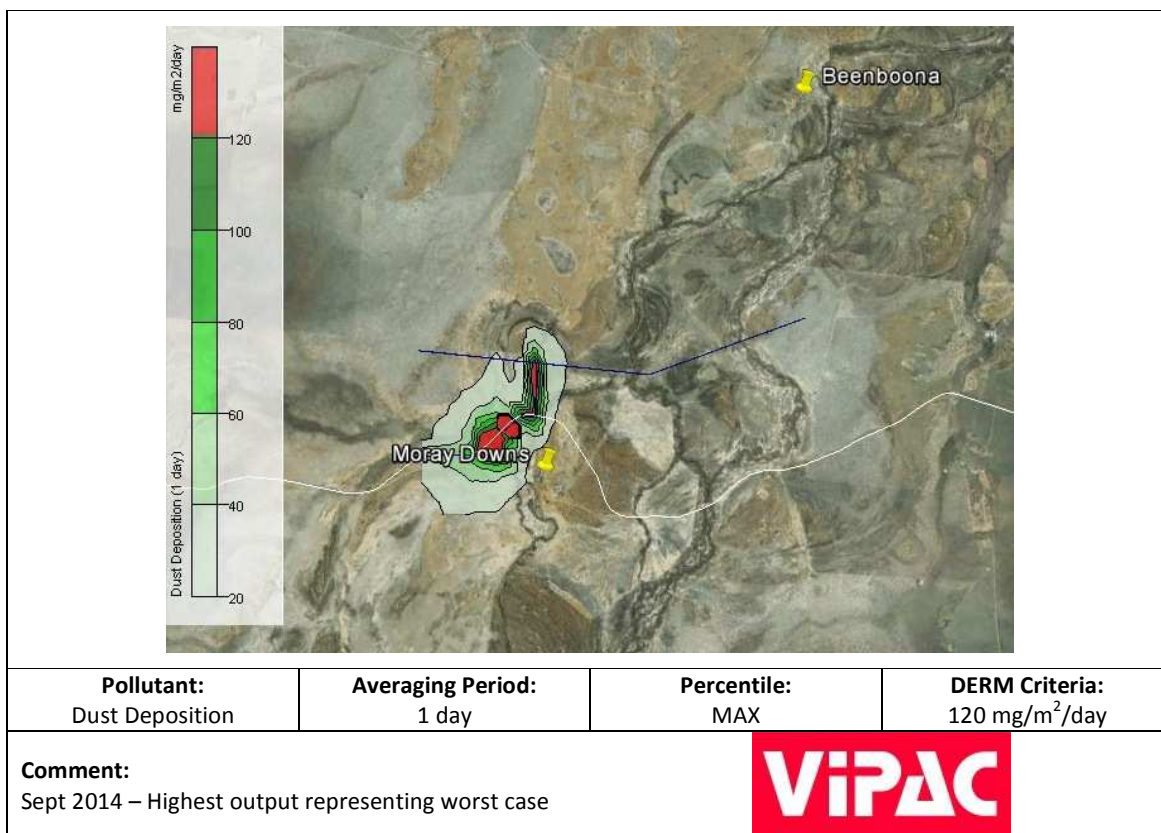 mg/m2/day
120
100
80
60
40
20
Dust Deposition (1 day)
Beenboona
Moray Downs
Pollutant:
Dust Deposition
Averaging Period:
1 day
Percentile:
MAX
DERM Criteria:
120 mg/m²/day
Comment:
Sept 2014 – Highest output representing worst case
ViPAC